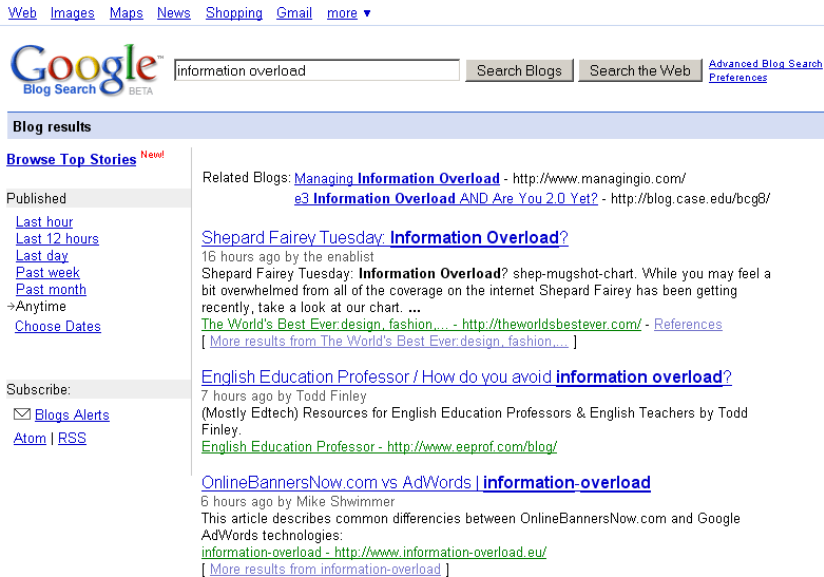 Web Images Maps News Shopping Gmail more ▼
Google™
Blog Search BETA
information overload
Search Blogs
Search the Web
Advanced Blog Search
Preferences
Blog results
Browse Top Stories New!
Published
Last hour
Last 12 hours
Last day
Past week
Past month
→Anytime
Choose Dates
Subscribe:
Blogs Alerts
Atom | RSS
Related Blogs: Managing Information Overload - http://www.managingio.com/
e3 Information Overload AND Are You 2.0 Yet? - http://blog.case.edu/bcg8/
Shepard Fairey Tuesday: Information Overload?
16 hours ago by the enablist
Shepard Fairey Tuesday: Information Overload? shep-mugshot-chart. While you may feel a
bit overwhelmed from all of the coverage on the internet Shepard Fairey has been getting
recently, take a look at our chart. ...
The World's Best Ever:design, fashion,... - http://theworldsbestever.com/ - References
[ More results from The World's Best Ever:design, fashion,... ]
English Education Professor / How do you avoid information overload?
7 hours ago by Todd Finley
(Mostly Edtech) Resources for English Education Professors & English Teachers by Todd
Finley.
English Education Professor - http://www.eeprof.com/blog/
OnlineBannersNow.com vs AdWords | information-overload
6 hours ago by Mike Shwimmer
This article describes common differencies between OnlineBannersNow.com and Google
AdWords technologies:
information-overload - http://www.information-overload.eu/
[ More results from information-overload ]